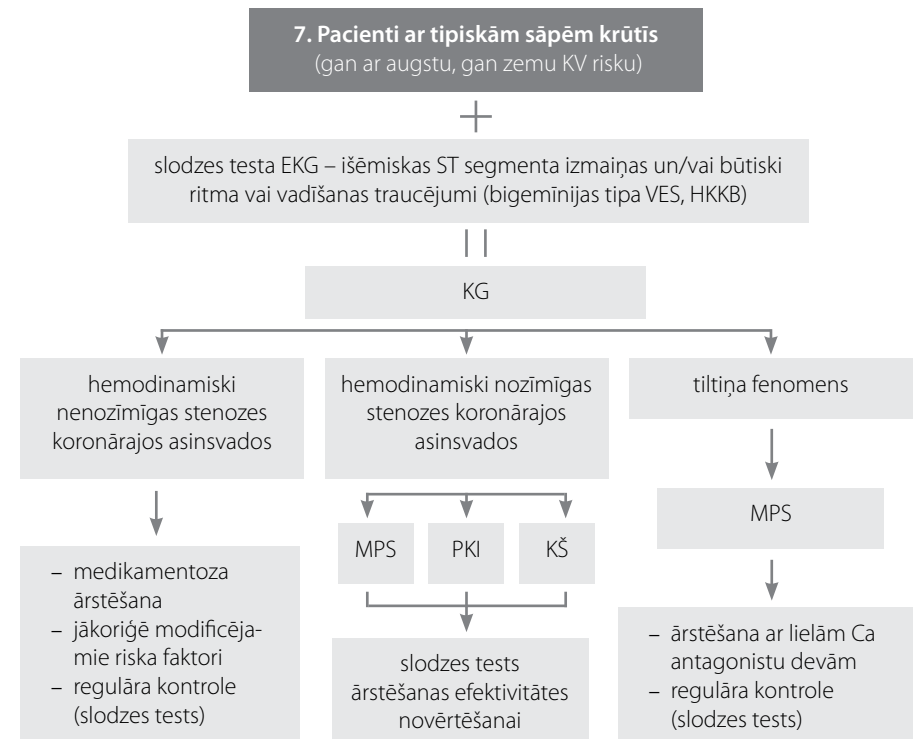 7. Pacienti ar tipiskām sāpēm krūtīs
(gan ar augstu, gan zemu KV risku)
slodzes testa EKG – išēmiskas ST segmenta izmaiņas un/vai būtiski
ritma vai vadīšanas traucējumi (bigemīnijas tipa VES, HKKB)
KG
hemodinamiski
nenozīmīgas stenozes
koronārajos asinsvados
hemodinamiski nozīmīgas
stenozes koronārajos
asinsvados
tiltiņa fenomens
– medikamentoza
ārstēšana
– jākoriģē modificēja-
mie riska faktori
– regulāra kontrole
(slodzes tests)
MPS
PKI
KŠ
slodzes tests
ārstēšanas efektivitātes
novērtēšanai
MPS
– ārstēšana ar lielām Ca
antagonistu devām
– regulāra kontrole
(slodzes tests)